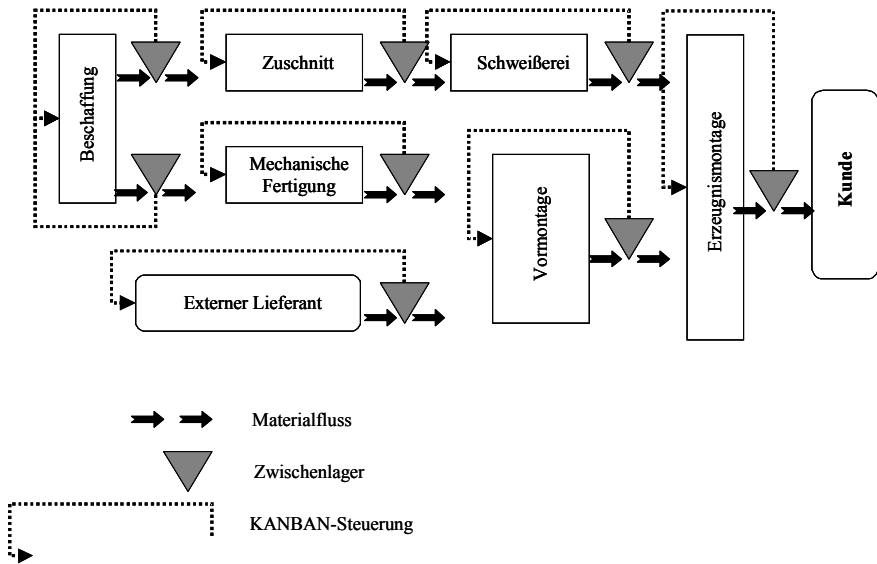 Beschaffung
Zuschnitt
Schweißerei
Mechanische
Fertigung
Externer Lieferant
Vormontage
Erzeugnismontage
Kunde
Materialfluss
Zwischenlager
KANBAN-Steuerung